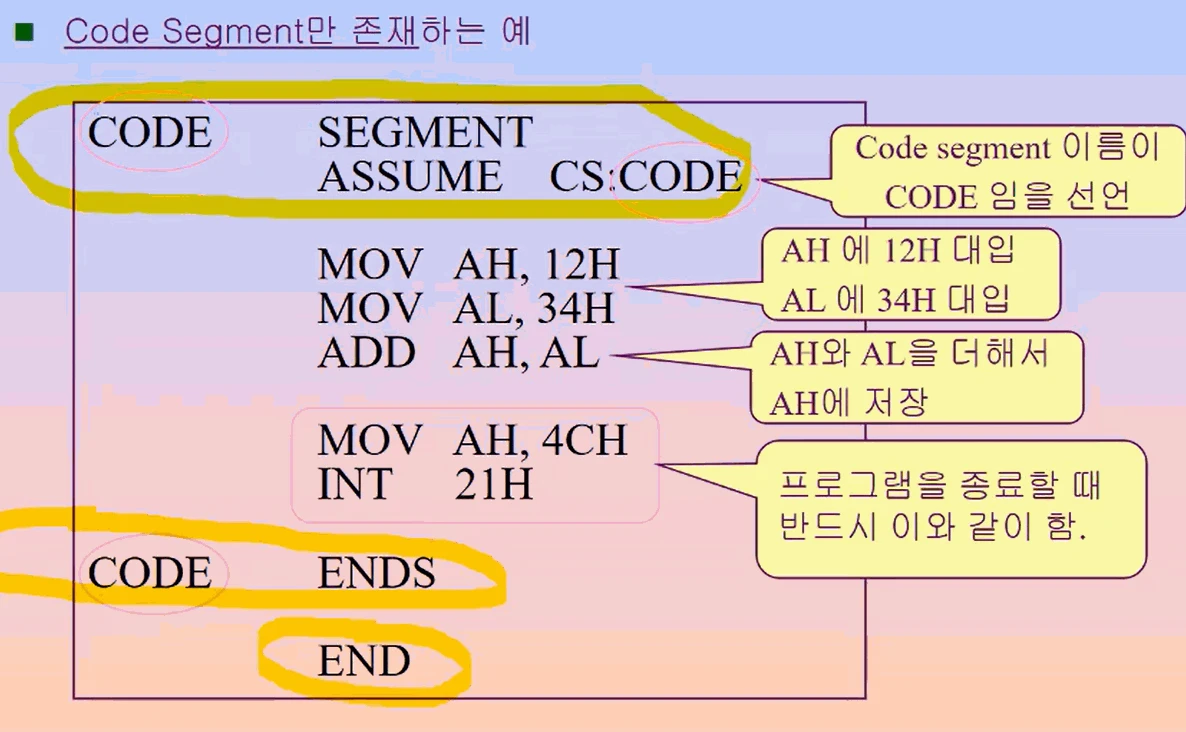 Code Segment만 존재하는 예
CODE SEGMENT
ASSUME CS:CODE
Code segment 이름이
CODE 임을 선언
MOV AH, 12H
MOV AL, 34H
ADD AH, AL
AH 에 12H 대입
AL 에 34H 대입
AH와 AL을 더해서
AH에 저장
MOV AH, 4CH
INT 21H
프로그램을 종료할 때
반드시 이와 같이 함.
CODE ENDS
END